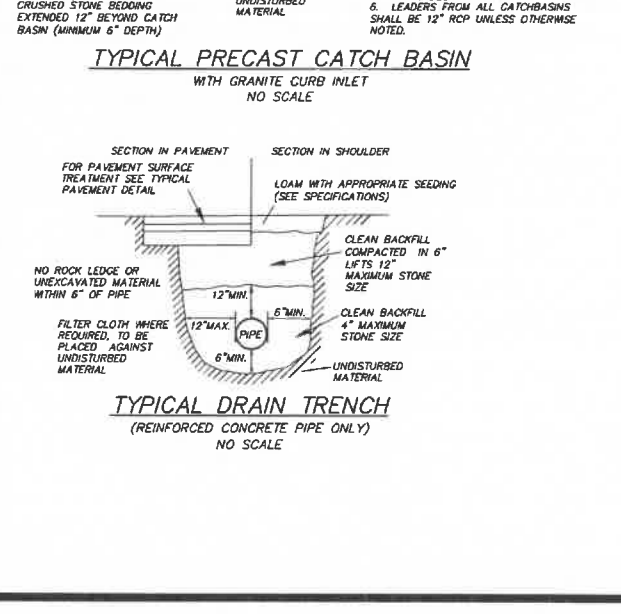 CRUSHED STONE BEDDING
EXTENDED 12" BEYOND CATCH
BASIN (MINIMUM 6" DEPTH)
UNDISTURBED
MATERIAL
6. LEADERS FROM ALL CATCHBASINS
SHALL BE 12" RCP UNLESS OTHERWISE
NOTED.
TYPICAL PRECAST CATCH BASIN
WITH GRANITE CURB INLET
NO SCALE
SECTION IN PAVEMENT
SECTION IN SHOULDER
FOR PAVEMENT SURFACE
TREATMENT SEE TYPICAL
PAVEMENT DETAIL
LOAM WITH APPROPRIATE SEEDING
(SEE SPECIFICATIONS)
CLEAN BACKFILL
COMPACTED IN 6"
LIFTS 12"
MAXIMUM STONE
SIZE
NO ROCK LEDGE OR
UNEXCAVATED MATERIAL
WITHIN 6" OF PIPE
12"MIN.
6"MIN.
12"MAX.
PIPE
6"MIN.
CLEAN BACKFILL
4" MAXIMUM
STONE SIZE
FILTER CLOTH WHERE
REQUIRED, TO BE
PLACED AGAINST
UNDISTURBED
MATERIAL
UNDISTURBED
MATERIAL
TYPICAL DRAIN TRENCH
(REINFORCED CONCRETE PIPE ONLY)
NO SCALE